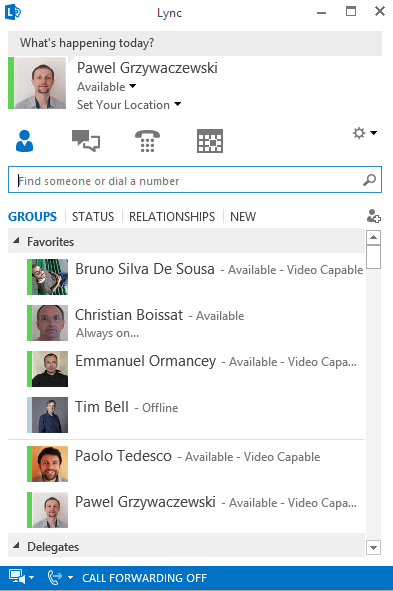 Lync
What's happening today?
Pawel Grzywaczewski
Available
Set Your Location
Find someone or dial a number
GROUPS STATUS RELATIONSHIPS NEW
Favorites
Bruno Silva De Sousa - Available - Video Capable
Christian Boissat - Available
Always on...
Emmanuel Ormancey - Available - Video Capa...
Tim Bell - Offline
Paolo Tedesco - Available - Video Capable
Pawel Grzywaczewski - Available - Video Capa...
Delegates
CALL FORWARDING OFF